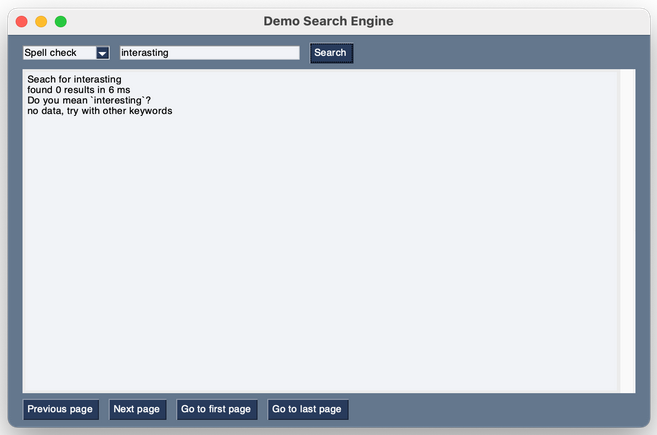 Demo Search Engine
Spell check interasting Search
Seach for interasting
found 0 results in 6 ms
Do you mean `interesting`?
no data, try with other keywords
Previous page Next page Go to first page Go to last page